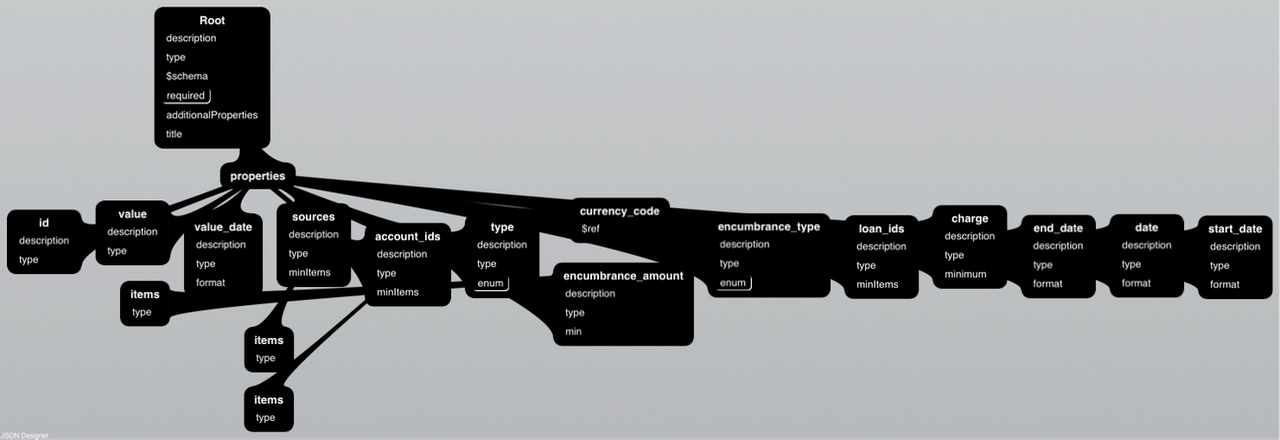 Root
description
type
$schema
required
additionalProperties
title
properties
id
description
type
value
description
type
value_date
description
type
format
sources
description
type
minItems
account_ids
description
type
minItems
type
description
type
enum
currency_code
$ref
encumbrance_amount
description
type
min
encumbrance_type
description
type
enum
loan_ids
description
type
minItems
charge
description
type
minimum
end_date
description
type
format
date
description
type
format
start_date
description
type
format
items
type
items
type
items
type
JSON Designer